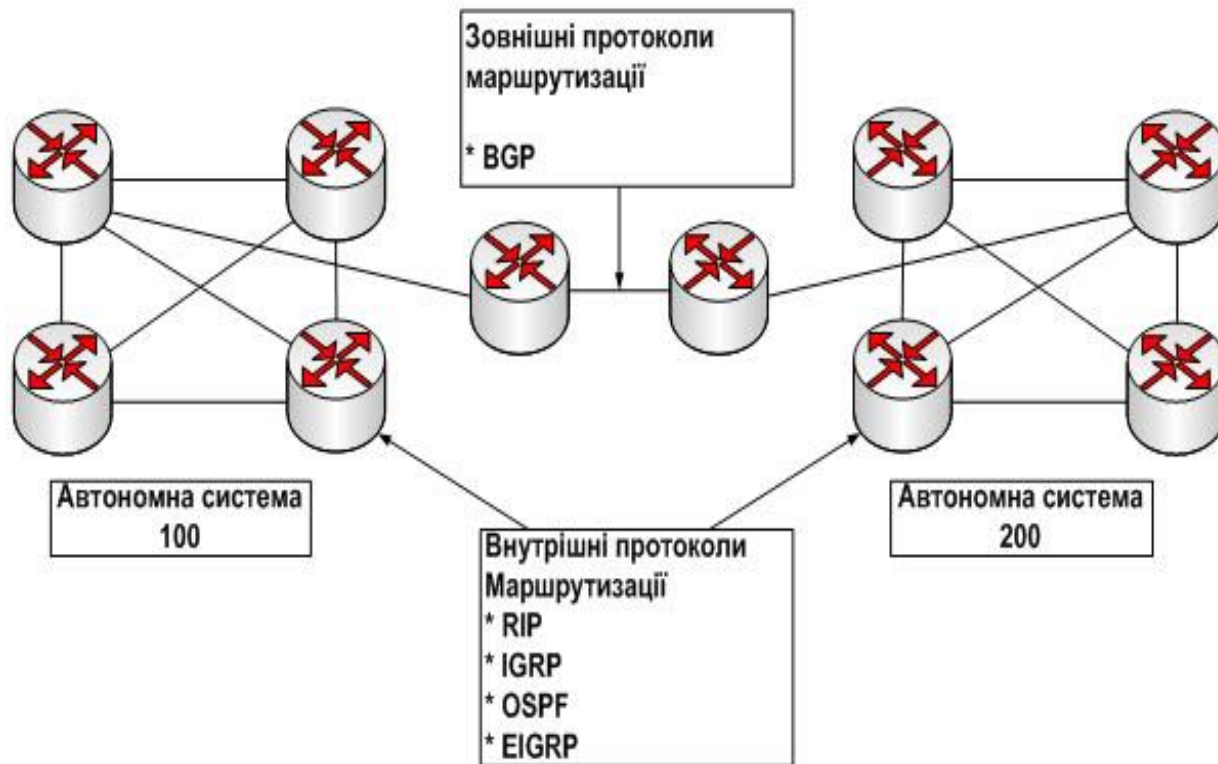 Зовнішні протоколи
маршрутизації
* BGP
Автономна система
100
Автономна система
200
Внутрішні протоколи
Маршрутизації
* RIP
* IGRP
* OSPF
* EIGRP